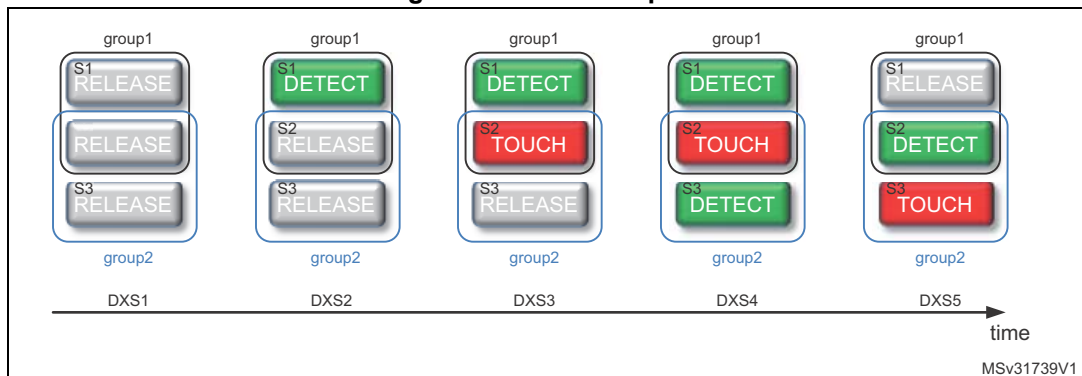 group1 group1 group1 group1 group1
S1 S1 S1 S1 S1
RELEASE DETECT DETECT DETECT RELEASE
S2 S2 S2 S2
RELEASE RELEASE TOUCH TOUCH DETECT
S3 S3 S3 S3 S3
RELEASE RELEASE RELEASE DETECT TOUCH
group2 group2 group2 group2 group2
DXS1 DXS2 DXS3 DXS4 DXS5
time
MSv31739V1